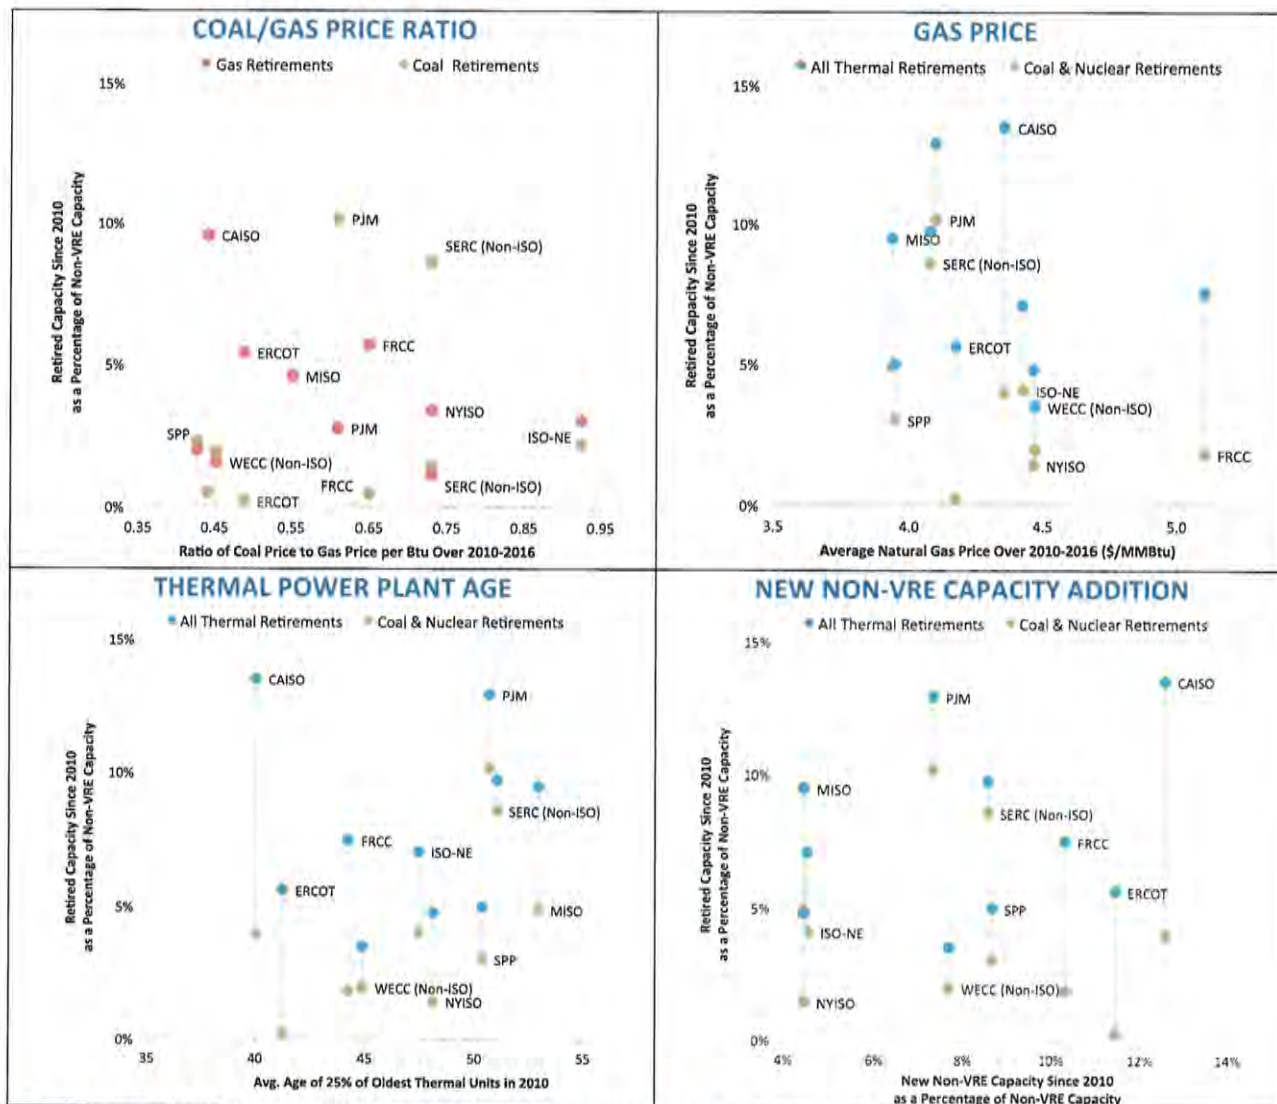 COAL/GAS PRICE RATIO
Gas Retirements
Coal Retirements
15%
10%
5%
0%
Retired Capacity Since 2010
as a Percentage of Non-VRE Capacity
PJM
CAISO
SERC (Non-ISO)
FRCC
ERCOT
MISO
NYISO
PJM
SPP
ISO-NE
WECC (Non-ISO)
FRCC
SERC (Non-ISO)
ERCOT
0.35
0.45
0.55
0.65
0.75
0.85
0.95
Ratio of Coal Price to Gas Price per Btu Over 2010-2016
GAS PRICE
All Thermal Retirements
Coal & Nuclear Retirements
15%
10%
5%
0%
Retired Capacity Since 2010
as a Percentage of Non-VRE Capacity
CAISO
PJM
MISO
SERC (Non-ISO)
ERCOT
ISO-NE
WECC (Non-ISO)
SPP
NYISO
FRCC
3.5
4.0
4.5
5.0
Average Natural Gas Price Over 2010-2016 ($/MMBtu)
THERMAL POWER PLANT AGE
All Thermal Retirements
Coal & Nuclear Retirements
15%
10%
5%
0%
Retired Capacity Since 2010
as a Percentage of Non-VRE Capacity
CAISO
PJM
SERC (Non-ISO)
FRCC
ISO-NE
ERCOT
MISO
SPP
WECC (Non-ISO)
NYISO
35
40
45
50
55
Avg. Age of 25% of Oldest Thermal Units in 2010
NEW NON-VRE CAPACITY ADDITION
All Thermal Retirements
Coal & Nuclear Retirements
15%
10%
5%
0%
Retired Capacity Since 2010
as a Percentage of Non-VRE Capacity
CAISO
PJM
MISO
SERC (Non-ISO)
FRCC
ERCOT
SPP
ISO-NE
WECC (Non-ISO)
NYISO
4%
6%
8%
10%
12%
14%
New Non-VRE Capacity Since 2010
as a Percentage of Non-VRE Capacity